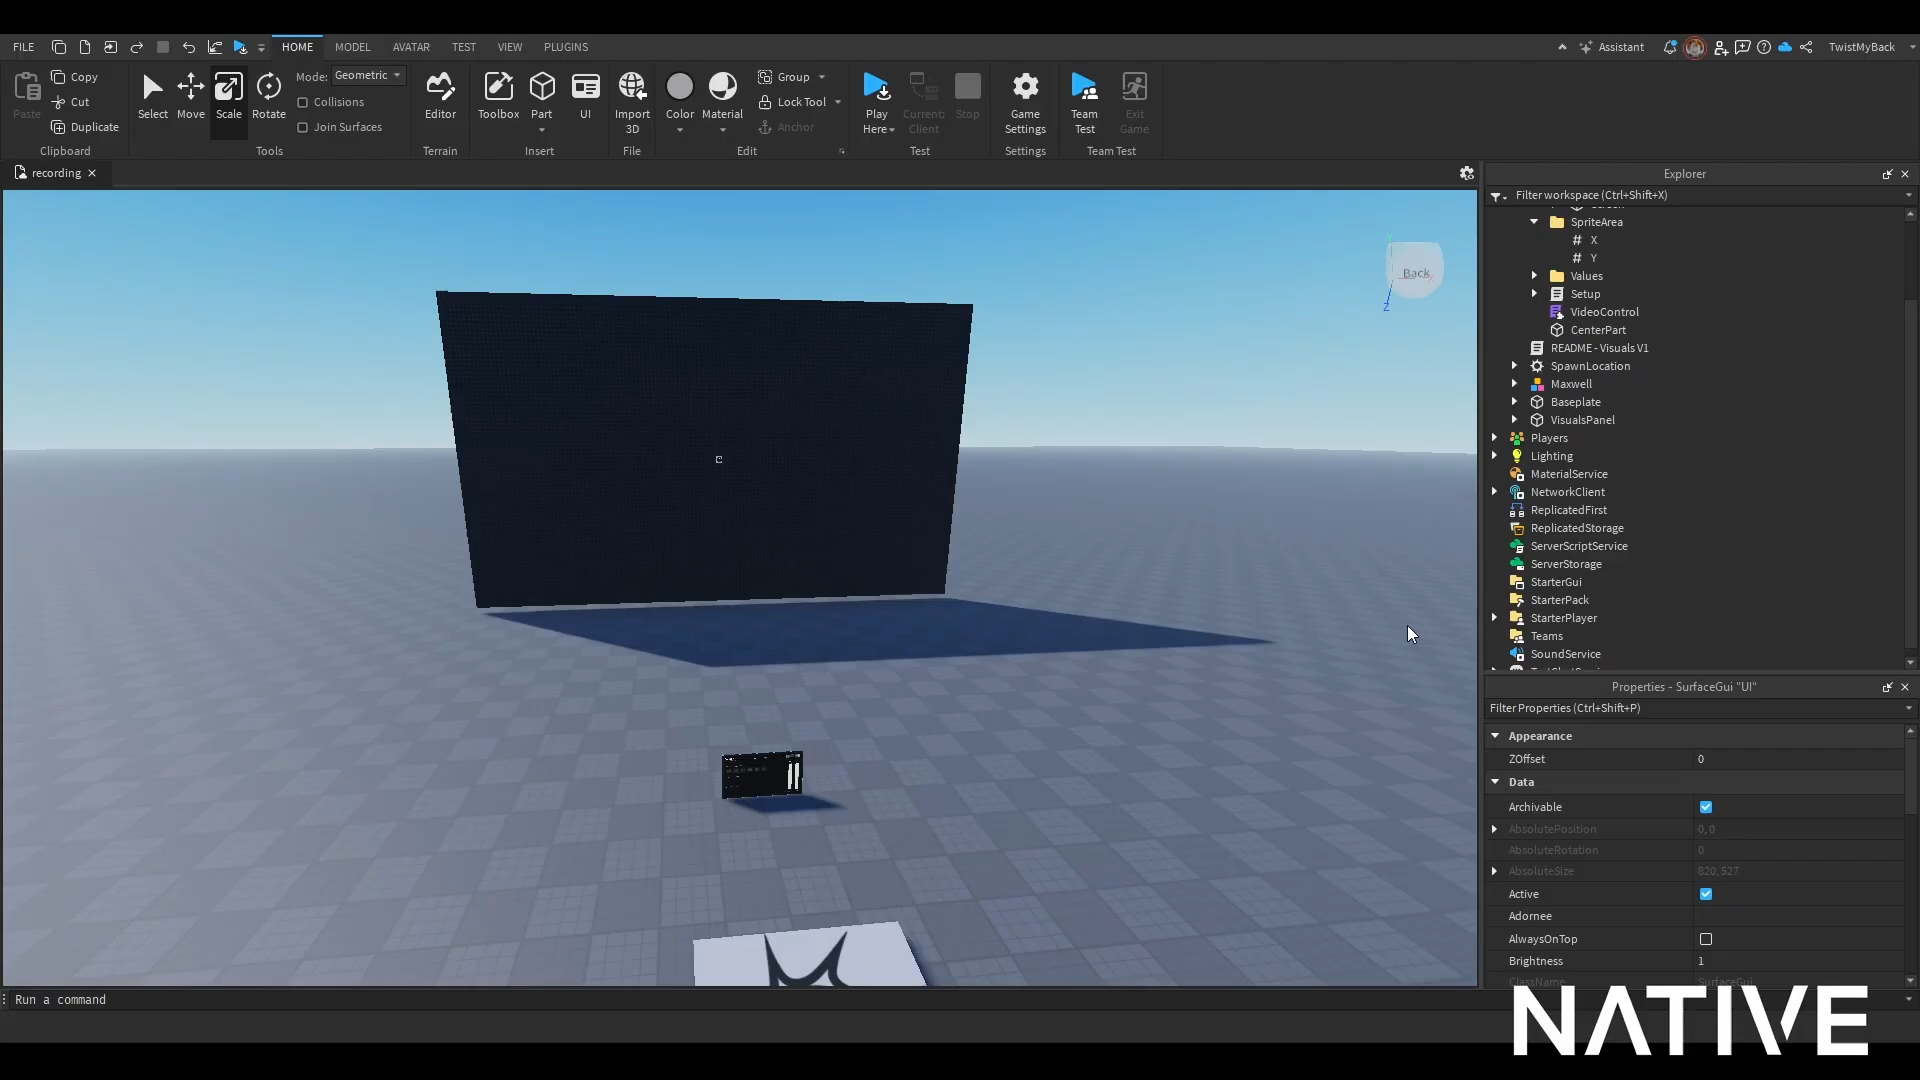 FILE HOME MODEL AVATAR TEST VIEW PLUGINS Assistant TwistMyBack
Paste Copy Cut Duplicate
Clipboard
Select Move Scale Rotate
Mode: Geometric
Collisions
Join Surfaces
Tools
Editor
Terrain
Toolbox Part UI
Insert
Import
3D
File
Color Material
Group
Lock Tool
Anchor
Edit
Play
Here
Current:
Client
Stop
Test
Game
Settings
Settings
Team
Test
Exit
Game
Team Test
recording
Back
Z
Explorer
Filter workspace (Ctrl+Shift+X)
SpriteArea
# X
# Y
Values
Setup
VideoControl
CenterPart
README - Visuals V1
SpawnLocation
Maxwell
Baseplate
VisualsPanel
Players
Lighting
MaterialService
NetworkClient
ReplicatedFirst
ReplicatedStorage
ServerScriptService
ServerStorage
StarterGui
StarterPack
StarterPlayer
Teams
SoundService
Properties - SurfaceGui "UI"
Filter Properties (Ctrl+Shift+P)
Appearance
ZOffset 0
Data
Archivable
AbsolutePosition 0, 0
AbsoluteRotation 0
AbsoluteSize 820, 527
Active
Adornee
AlwaysOnTop
Brightness 1
ClassName SurfaceGui
Run a command
NATIVE